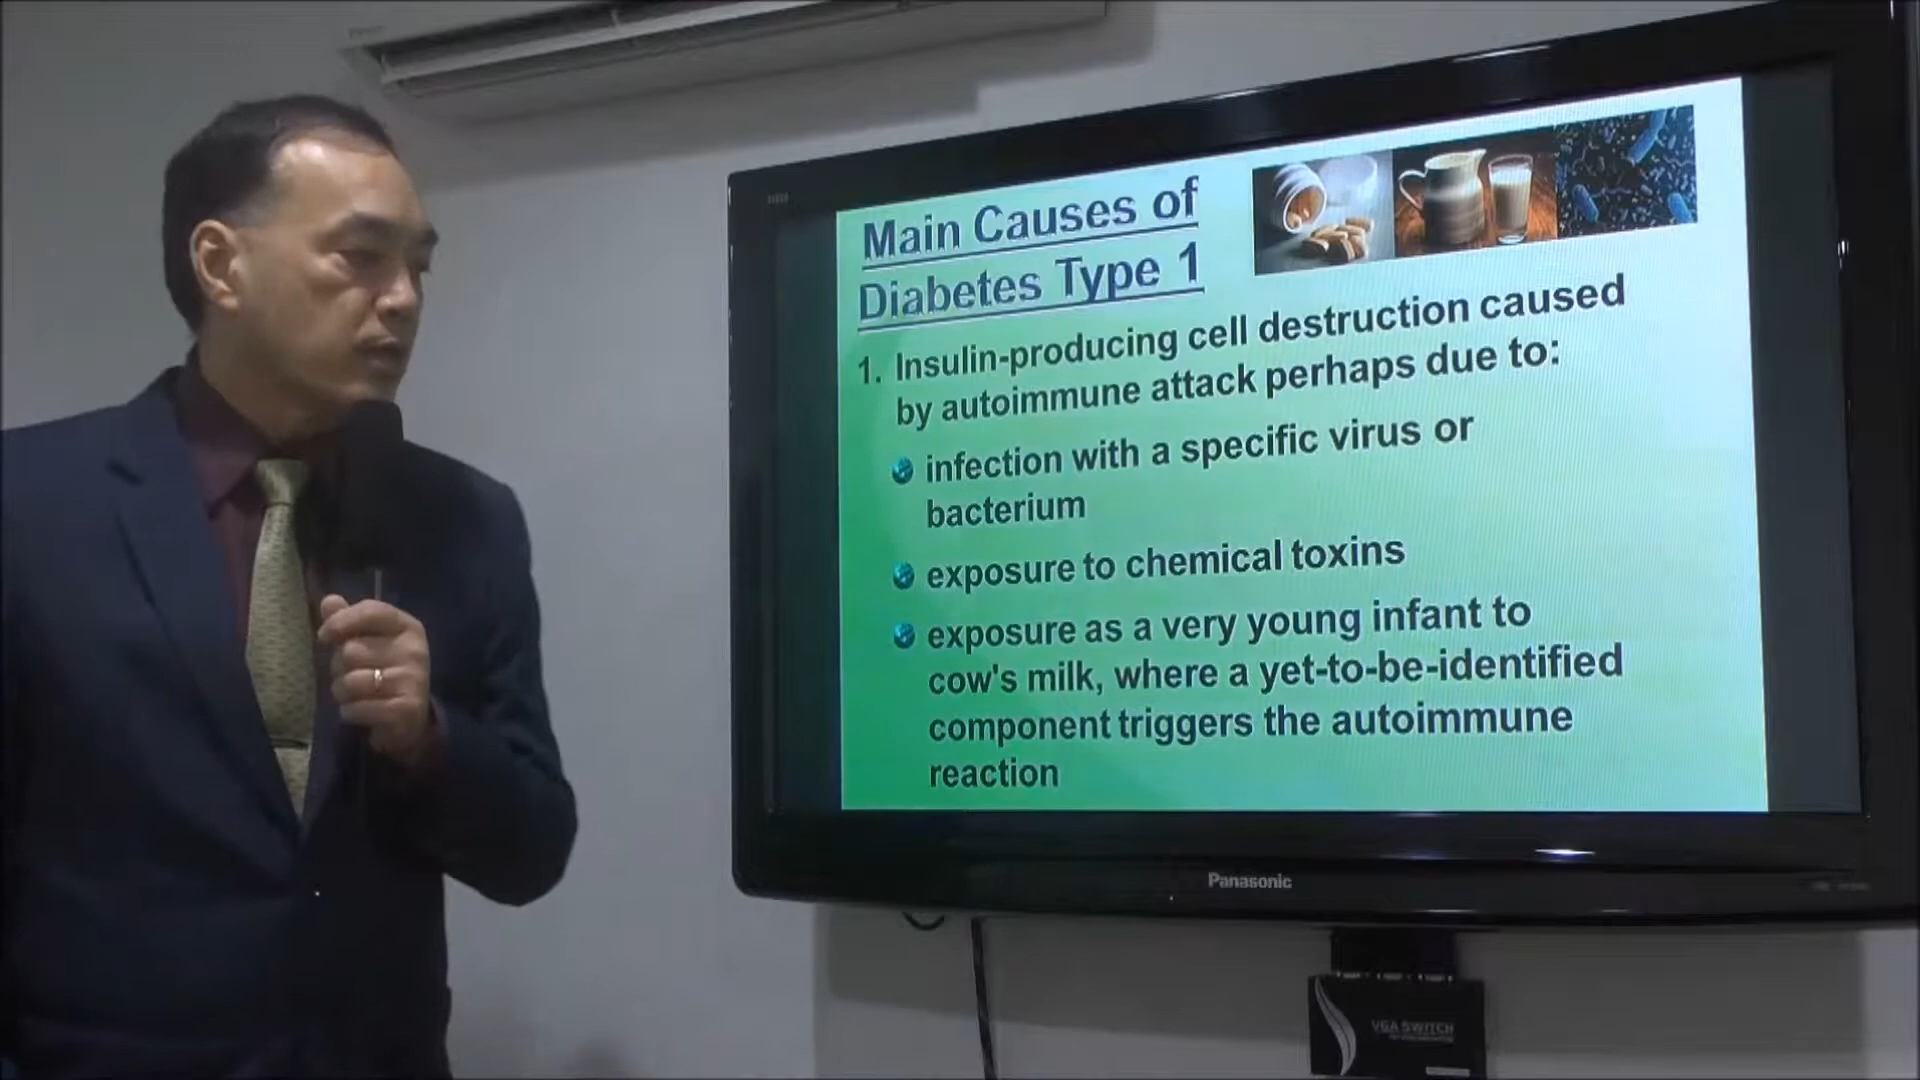 Main Causes of
Diabetes Type 1
1. Insulin-producing cell destruction caused
by autoimmune attack perhaps due to:
infection with a specific virus or
bacterium
exposure to chemical toxins
exposure as a very young infant to
cow's milk, where a yet-to-be-identified
component triggers the autoimmune
reaction
Panasonic
VGA SWITCH